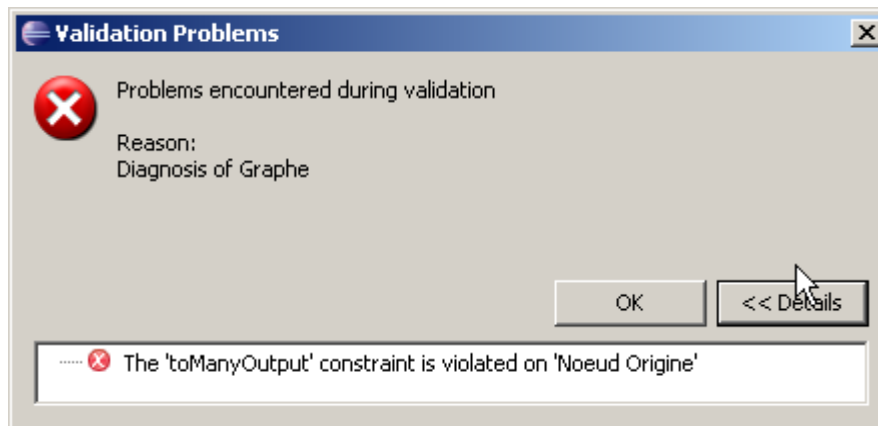 Validation Problems
Problems encountered during validation
Reason:
Diagnosis of Graphe
OK
<< Details
The 'toManyOutput' constraint is violated on 'Noeud Origine'